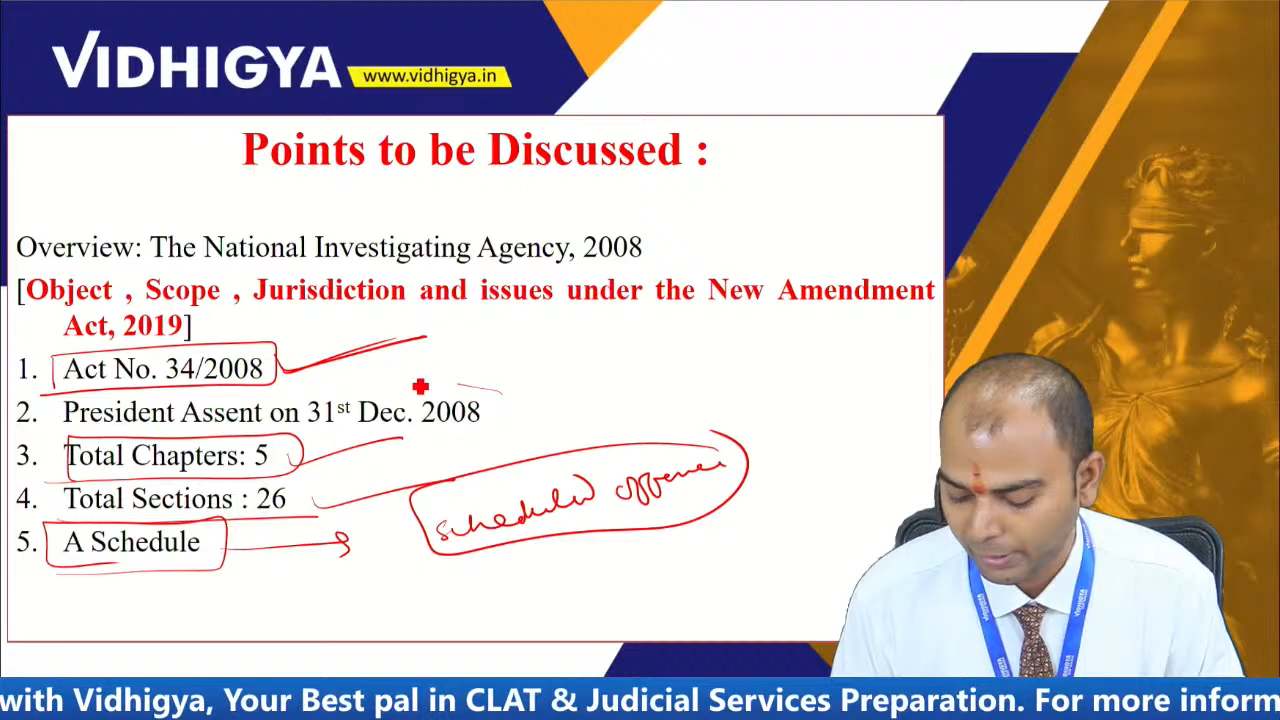 VIDHIGYA
www.vidhigya.in
Points to be Discussed :
Overview: The National Investigating Agency, 2008
[Object , Scope , Jurisdiction and issues under the New Amendment
Act, 2019]
1. Act No. 34/2008
2. President Assent on 31st Dec. 2008
3. Total Chapters: 5
4. Total Sections : 26
5. A Schedule
scheduled offence
with Vidhigya, Your Best pal in CLAT & Judicial Services Preparation. For more inform